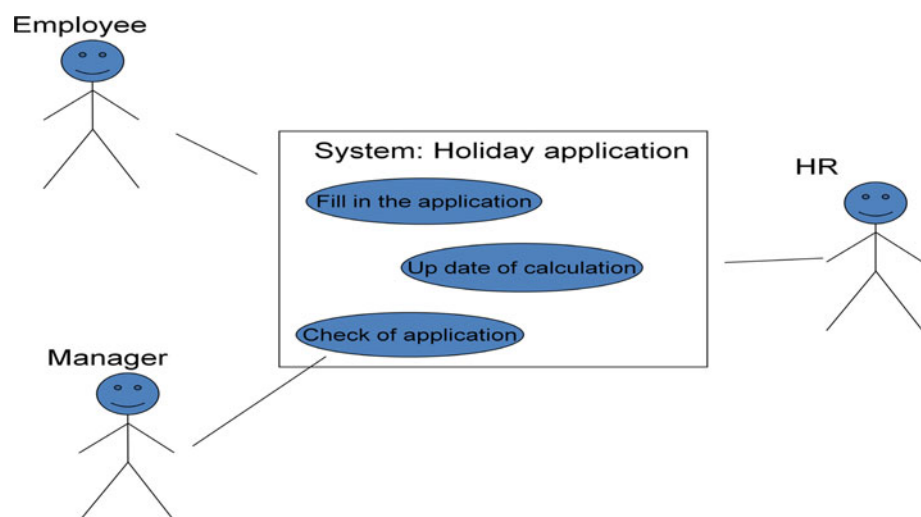 Employee
System: Holiday application
HR
Fill in the application
Up date of calculation
Check of application
Manager